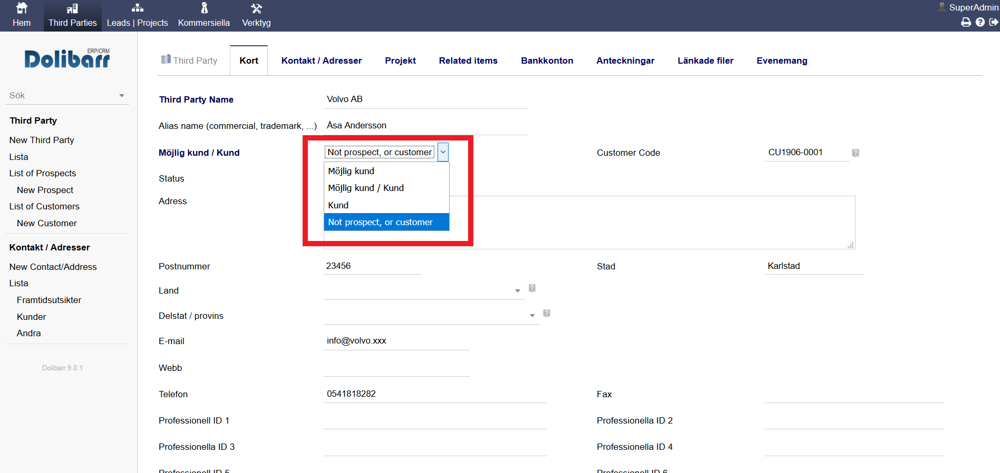 Hem
Third Parties
Leads | Projects
Kommersiella
Verktyg
SuperAdmin
Dolibarr ERP/CRM
Sök
Third Party
New Third Party
Lista
List of Prospects
New Prospect
List of Customers
New Customer
Kontakt / Adresser
New Contact/Address
Lista
Framtidsutsikter
Kunder
Andra
Dolibarr 9.0.1
Third Party
Kort
Kontakt / Adresser
Projekt
Related items
Bankkonton
Anteckningar
Länkade filer
Evenemang
Third Party Name Volvo AB
Alias name (commercial, trademark, ...) Åsa Andersson
Möjlig kund / Kund Not prospect, or customer
Customer Code CU1906-0001
Möjlig kund
Möjlig kund / Kund
Kund
Not prospect, or customer
Status
Adress
Postnummer 23456
Stad Karlstad
Land
Delstat / provins
E-mail info@volvo.xxx
Webb
Telefon 0541818282
Fax
Professionell ID 1
Professionella ID 2
Professionella ID 3
Professionella ID 4
Professionell ID 5
Professionella ID 6